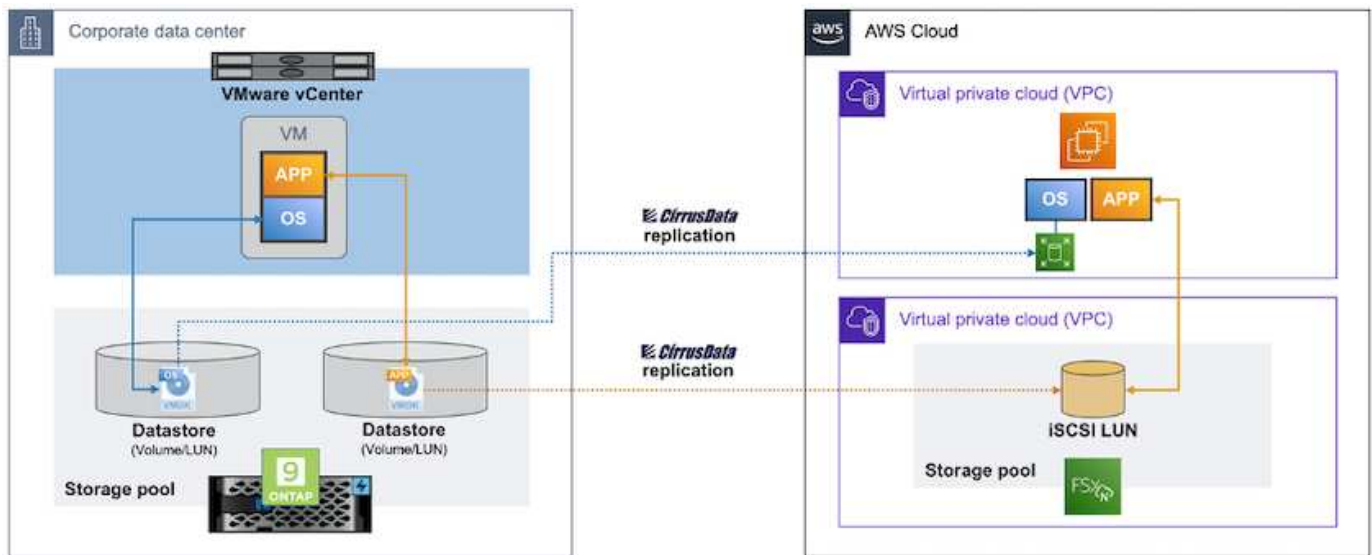 Corporate data center
VMware vCenter
VM
APP
OS
OS
VMDK
APP
VMDK
Datastore
(Volume/LUN)
Datastore
(Volume/LUN)
Storage pool
9
ONTAP
CirrusData
replication
CirrusData
replication
aws
AWS Cloud
Virtual private cloud (VPC)
OS
APP
Virtual private cloud (VPC)
iSCSI LUN
Storage pool
FSx
N